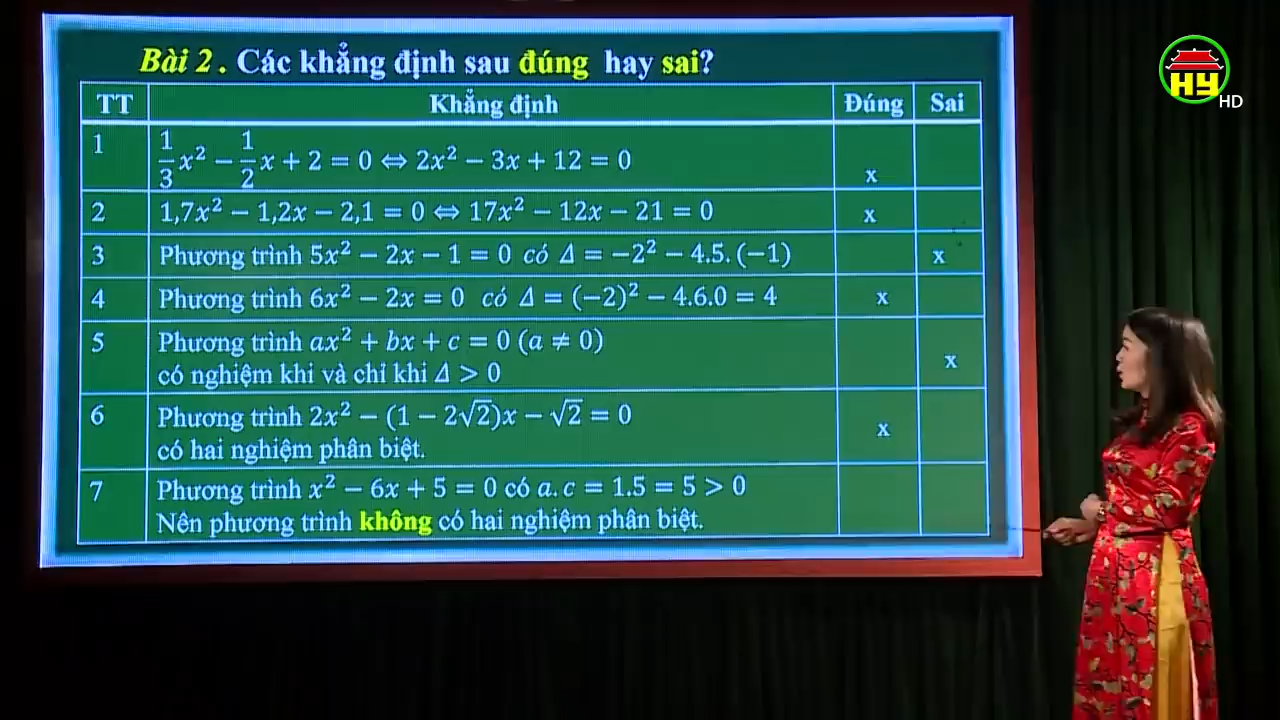 Bài 2 . Các khẳng định sau đúng hay sai?
TT Khẳng định Đúng Sai
1 1/3 x² − 1/2 x + 2 = 0 ⇔ 2x² − 3x + 12 = 0 x
2 1,7x² − 1,2x − 2,1 = 0 ⇔ 17x² − 12x − 21 = 0 x
3 Phương trình 5x² − 2x − 1 = 0 có Δ = −2² − 4.5.(−1) x
4 Phương trình 6x² − 2x = 0 có Δ = (−2)² − 4.6.0 = 4 x
5 Phương trình ax² + bx + c = 0 (a ≠ 0)
có nghiệm khi và chỉ khi Δ > 0 x
6 Phương trình 2x² − (1 − 2√2)x − √2 = 0
có hai nghiệm phân biệt. x
7 Phương trình x² − 6x + 5 = 0 có a.c = 1.5 = 5 > 0
Nên phương trình không có hai nghiệm phân biệt.
HY
HD